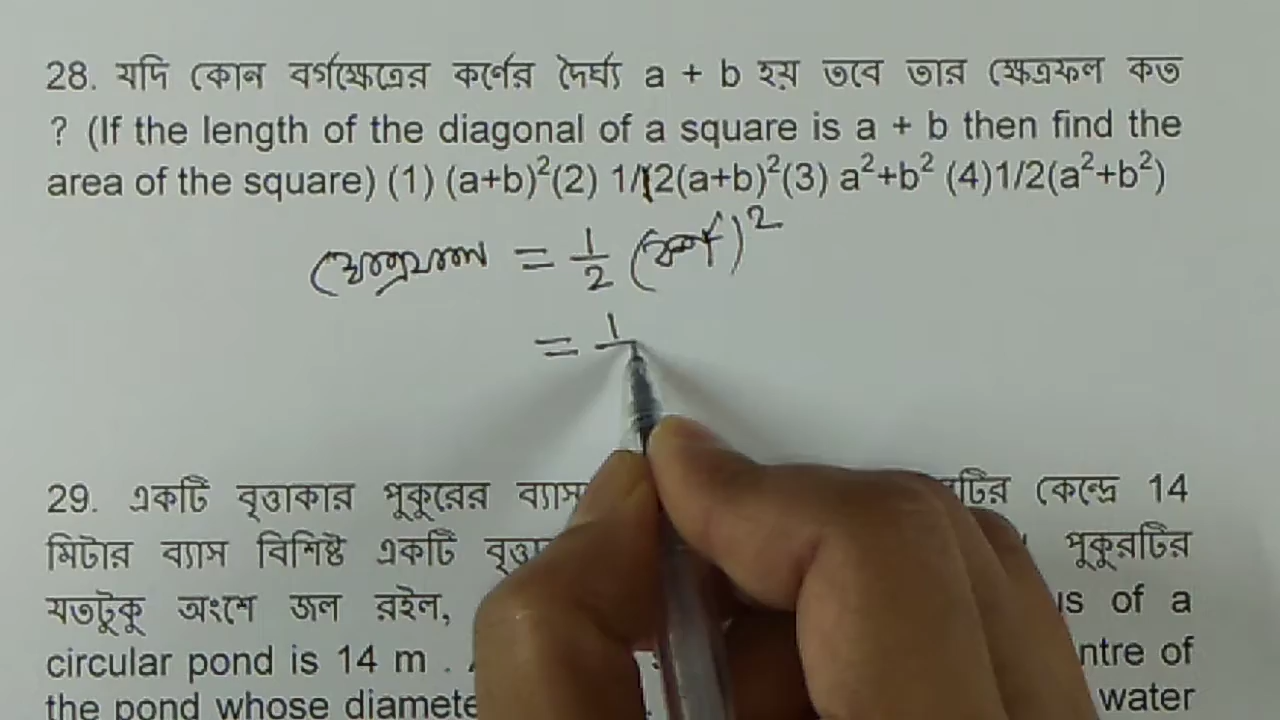 28. যদি কোন বর্গক্ষেত্রের কর্ণের দৈর্ঘ্য a + b হয় তবে তার ক্ষেত্রফল কত
? (If the length of the diagonal of a square is a + b then find the
area of the square) (1) (a+b)²(2) 1/2(a+b)²(3) a²+b² (4)1/2(a²+b²)
ক্ষেত্রফল = 1/2 (কর্ণ)²
= 1
29. একটি বৃত্তাকার পুকুরের ব্যাস কেন্দ্রে 14
মিটার ব্যাস বিশিষ্ট একটি পুকুরটির
যতটুকু অংশে জল রইল, of a
circular pond is 14 m . of
the pond whose water